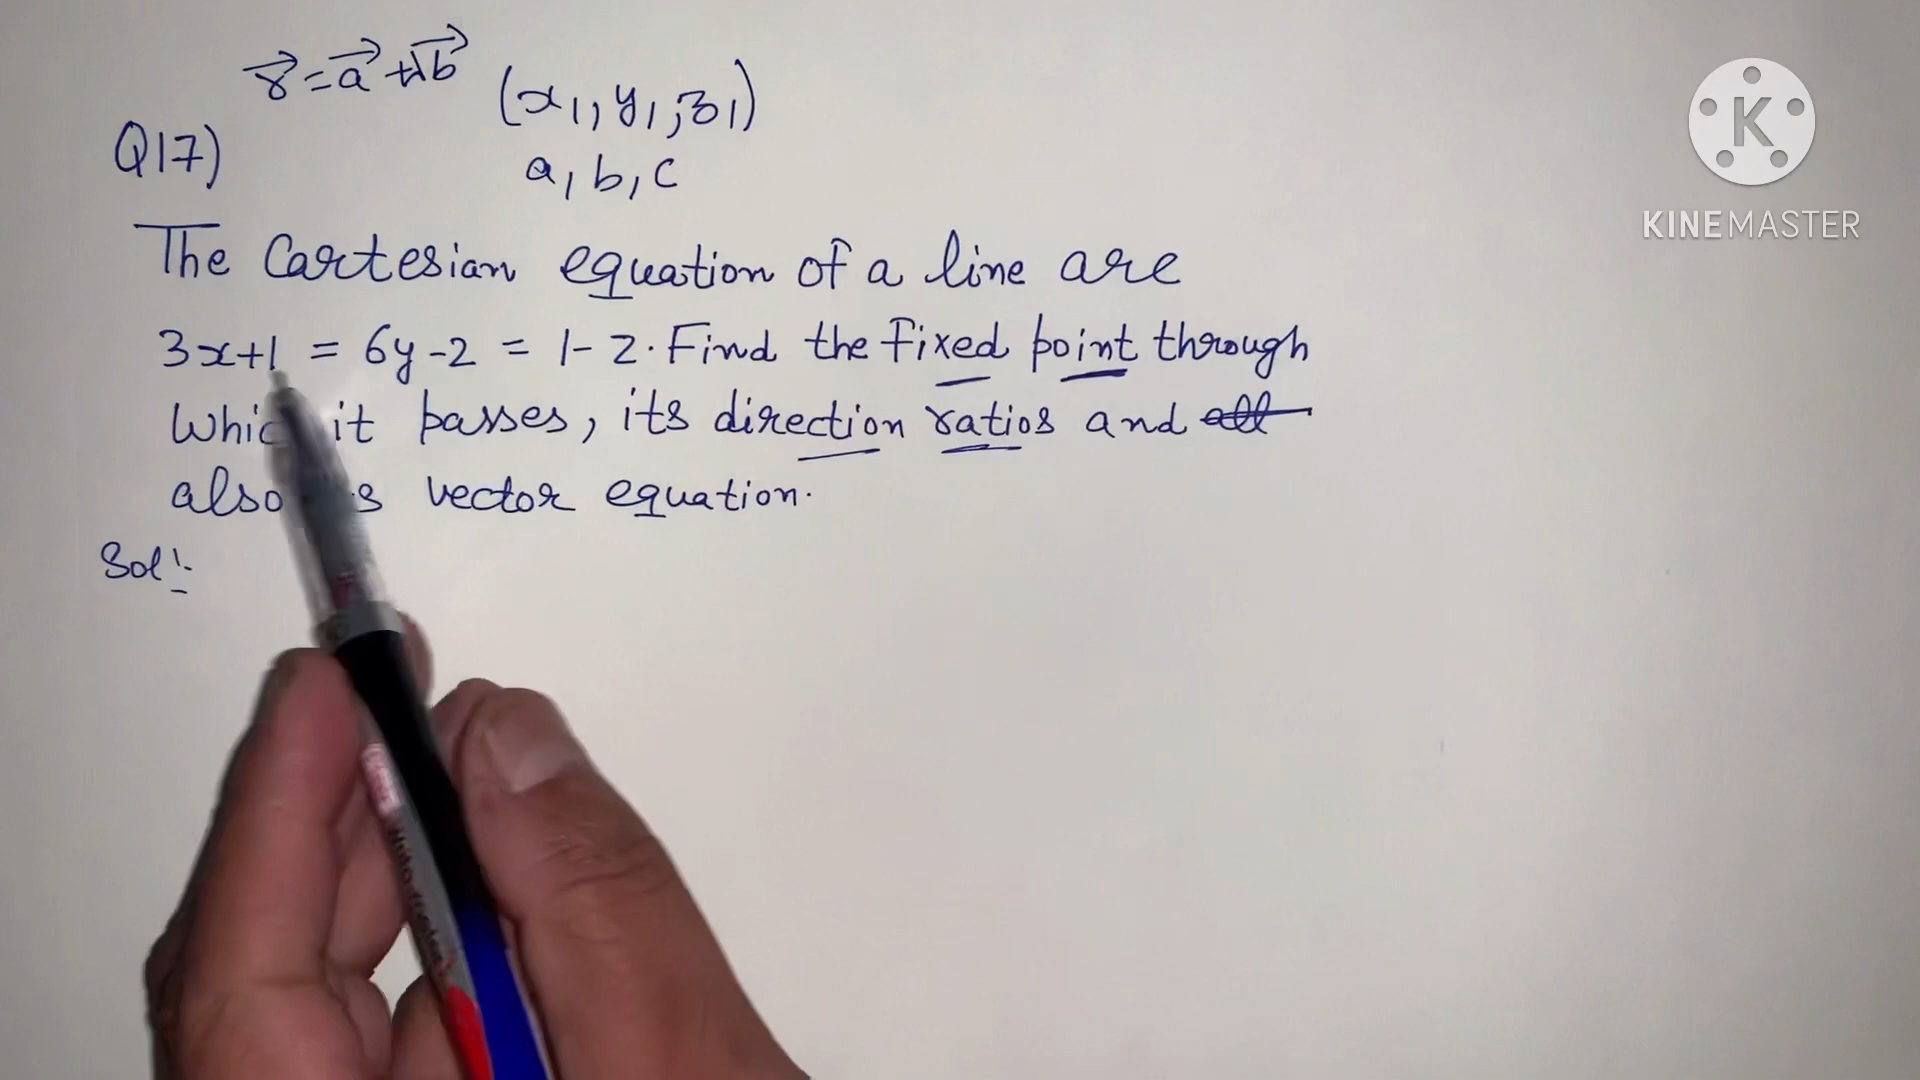 r⃗ = a⃗ + λb⃗ (x₁, y₁, z₁)
Q17) a, b, c
The Cartesian equation of a line are
3x+1 = 6y-2 = 1-z. Find the fixed point through
it passes, its direction ratios and
also vector equation.
Sol!:-
K
KINEMASTER